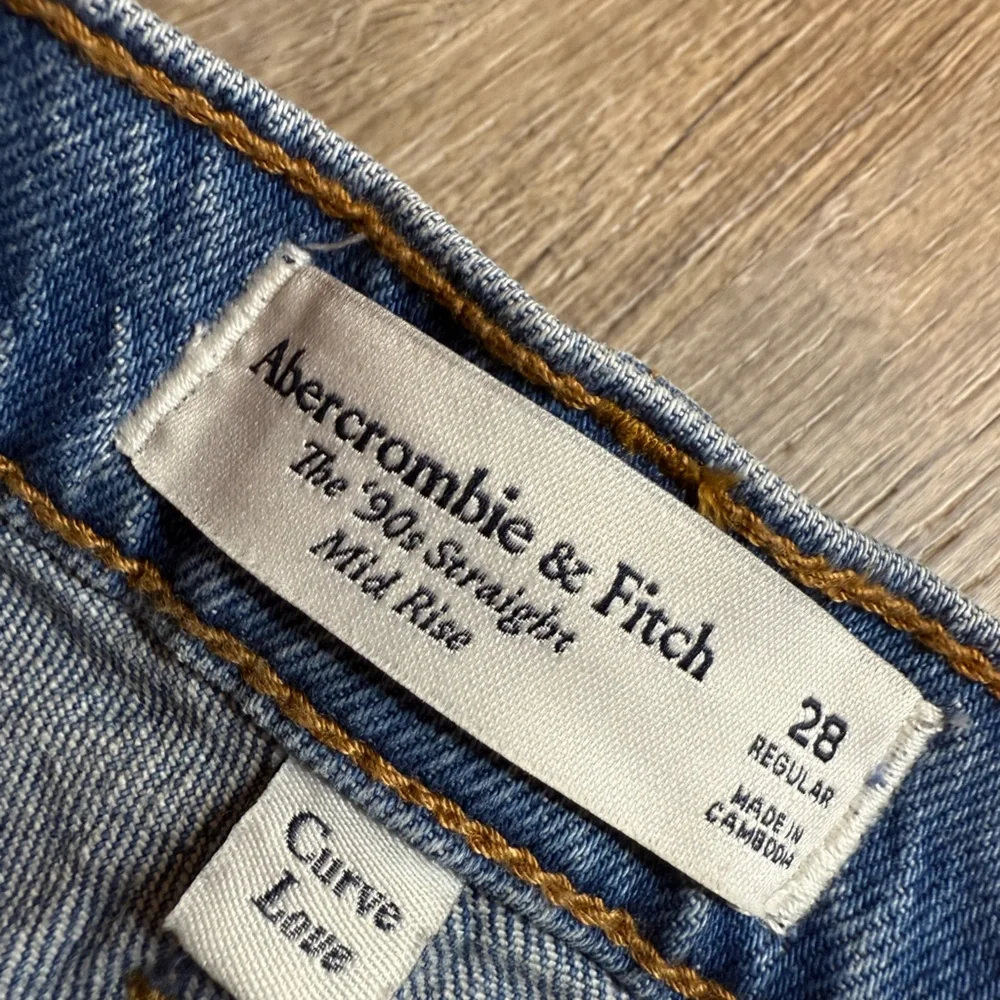 Abercrombie & Fitch
The '90s Straight
Mid Rise
28
REGULAR
MADE IN
CAMBODIA
Curve
Love